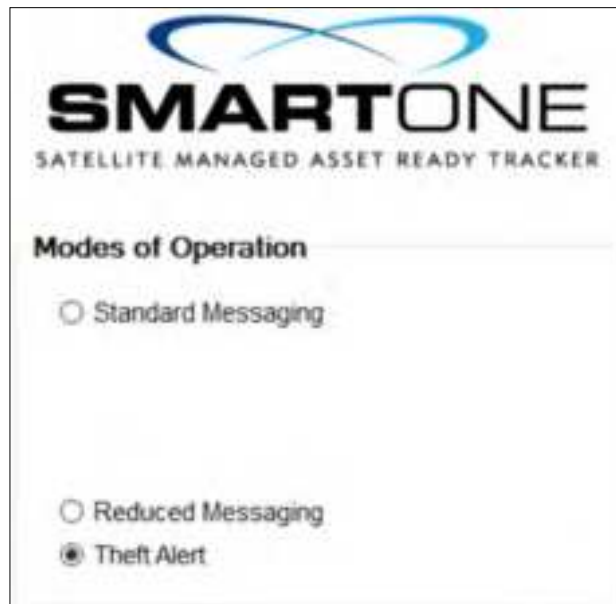 SMARTONE
SATELLITE MANAGED ASSET READY TRACKER
Modes of Operation
Standard Messaging
Reduced Messaging
Theft Alert